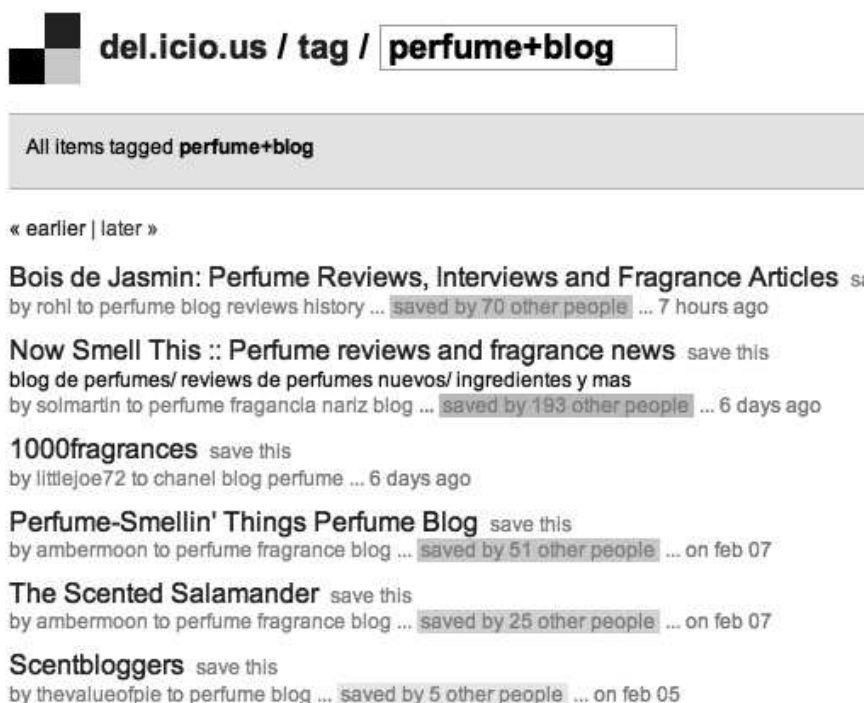 del.icio.us / tag / perfume+blog
All items tagged perfume+blog
« earlier | later »
Bois de Jasmin: Perfume Reviews, Interviews and Fragrance Articles sa
by rohl to perfume blog reviews history ... saved by 70 other people ... 7 hours ago
Now Smell This :: Perfume reviews and fragrance news save this
blog de perfumes/ reviews de perfumes nuevos/ ingredientes y mas
by solmartin to perfume fragancia nariz blog ... saved by 193 other people ... 6 days ago
1000fragrances save this
by littlejoe72 to chanel blog perfume ... 6 days ago
Perfume-Smellin' Things Perfume Blog save this
by ambermoon to perfume fragrance blog ... saved by 51 other people ... on feb 07
The Scented Salamander save this
by ambermoon to perfume fragrance blog ... saved by 25 other people ... on feb 07
Scentbloggers save this
by thevalueofpie to perfume blog ... saved by 5 other people ... on feb 05